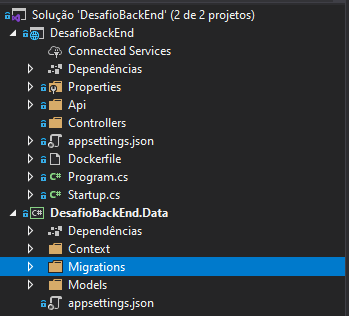 Solução 'DesafioBackEnd' (2 de 2 projetos)
DesafioBackEnd
Connected Services
Dependências
Properties
Api
Controllers
appsettings.json
Dockerfile
C# Program.cs
C# Startup.cs
C# DesafioBackEnd.Data
Dependências
Context
Migrations
Models
appsettings.json